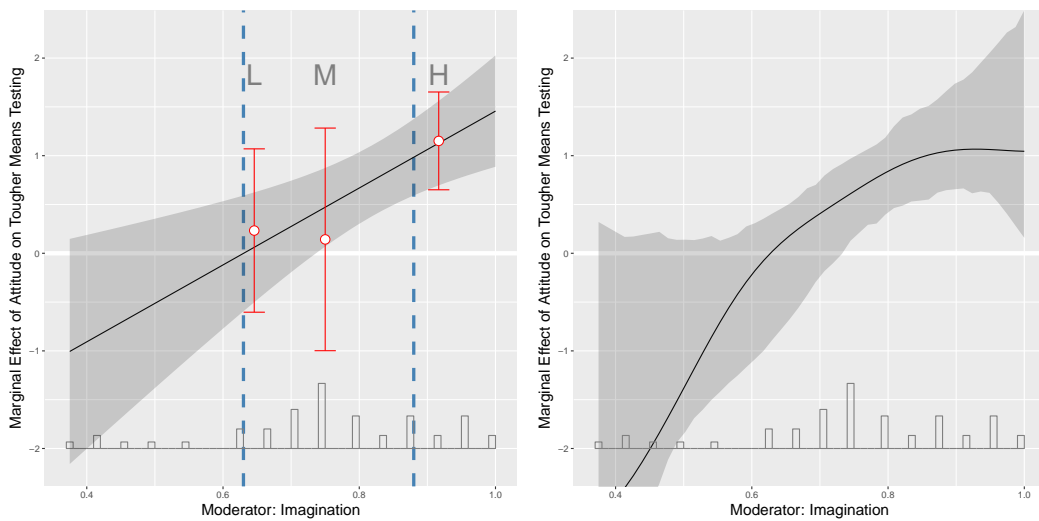 Marginal Effect of Attitude on Tougher Means Testing
2
1
0
−1
−2
L
M
H
0.4
0.6
0.8
1.0
Moderator: Imagination
Marginal Effect of Attitude on Tougher Means Testing
2
1
0
−1
−2
0.4
0.6
0.8
1.0
Moderator: Imagination